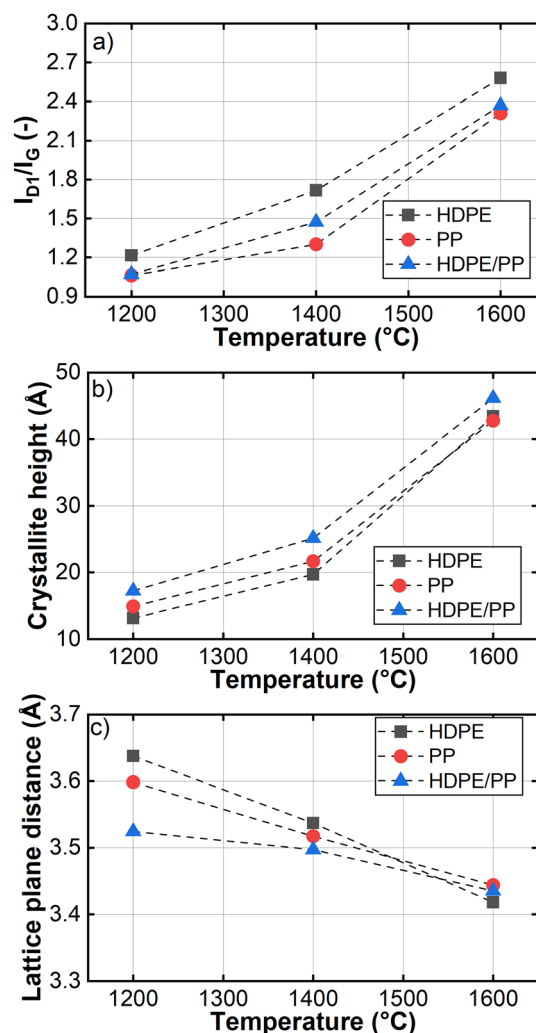 a)
3.0
2.7
2.4
2.1
1.8
1.5
1.2
0.9
I_D1/I_G (-)
HDPE
PP
HDPE/PP
1200 1300 1400 1500 1600
Temperature (°C)
b)
50
40
30
20
10
Crystallite height (Å)
HDPE
PP
HDPE/PP
1200 1300 1400 1500 1600
Temperature (°C)
c)
3.7
3.6
3.5
3.4
3.3
Lattice plane distance (Å)
HDPE
PP
HDPE/PP
1200 1300 1400 1500 1600
Temperature (°C)